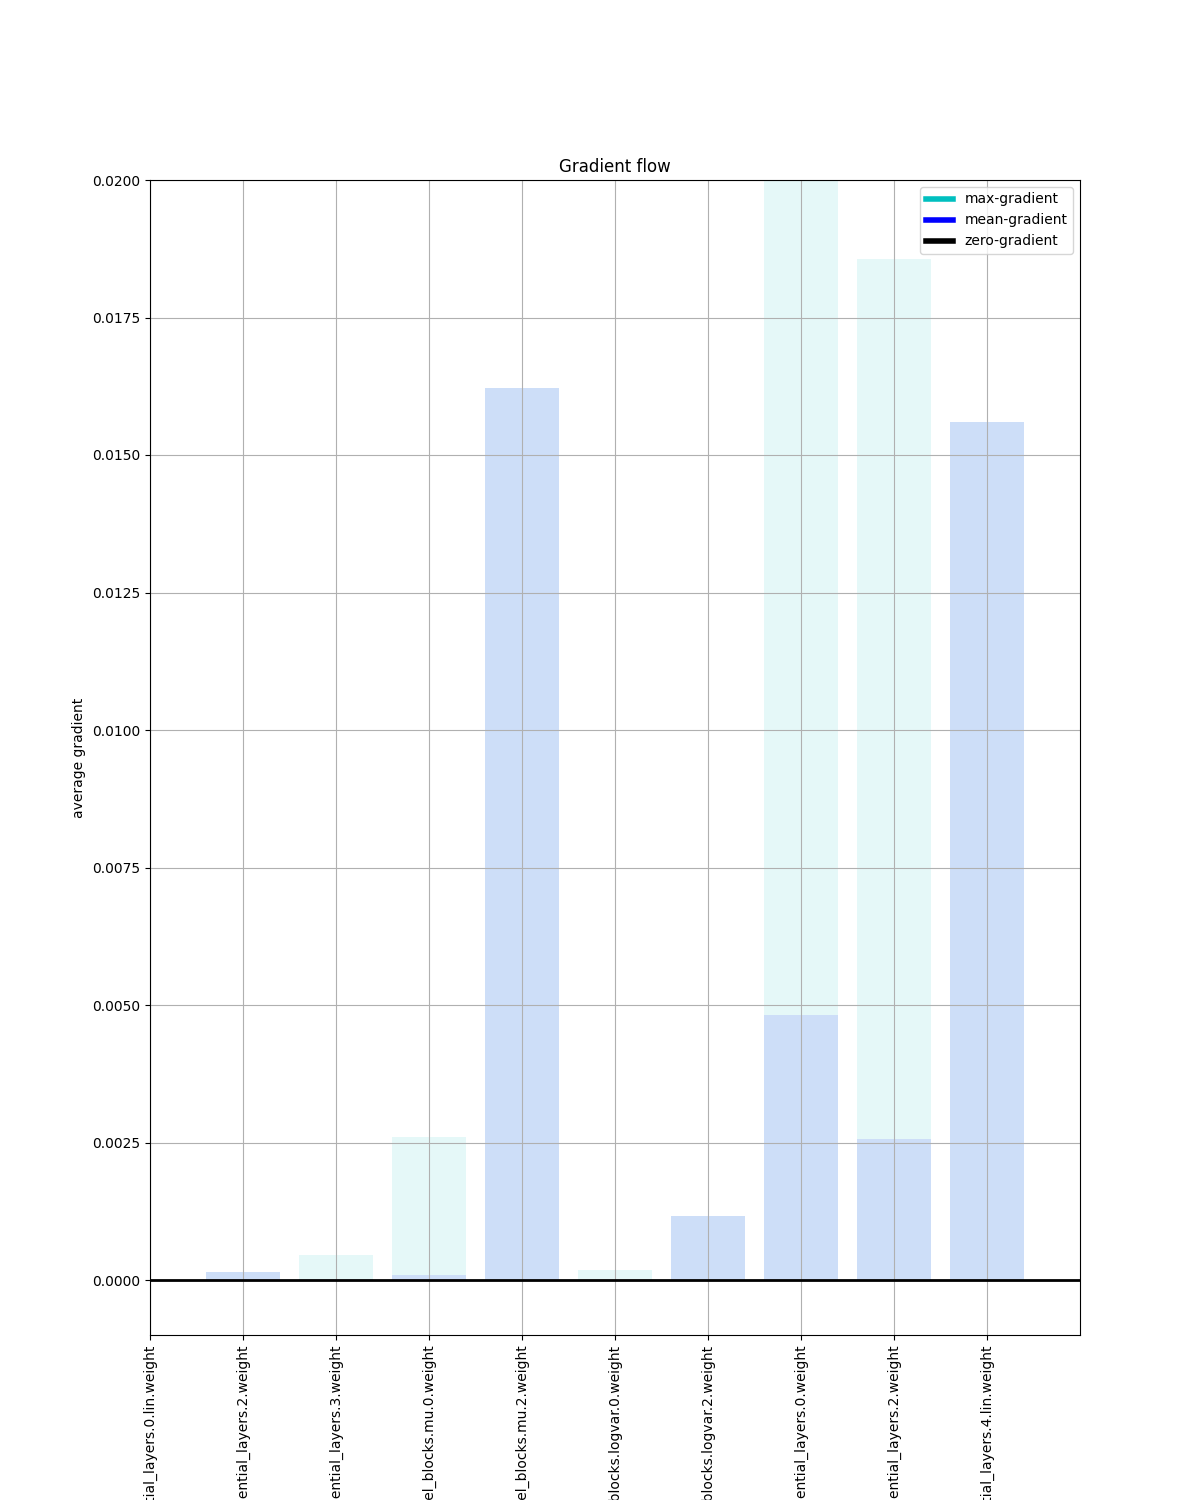 Gradient flow
max-gradient
mean-gradient
zero-gradient
0.0200
0.0175
0.0150
0.0125
0.0100
0.0075
0.0050
0.0025
0.0000
average gradient
tial_layers.0.lin.weight
ential_layers.2.weight
ential_layers.3.weight
el_blocks.mu.0.weight
el_blocks.mu.2.weight
blocks.logvar.0.weight
blocks.logvar.2.weight
ential_layers.0.weight
ential_layers.2.weight
tial_layers.4.lin.weight